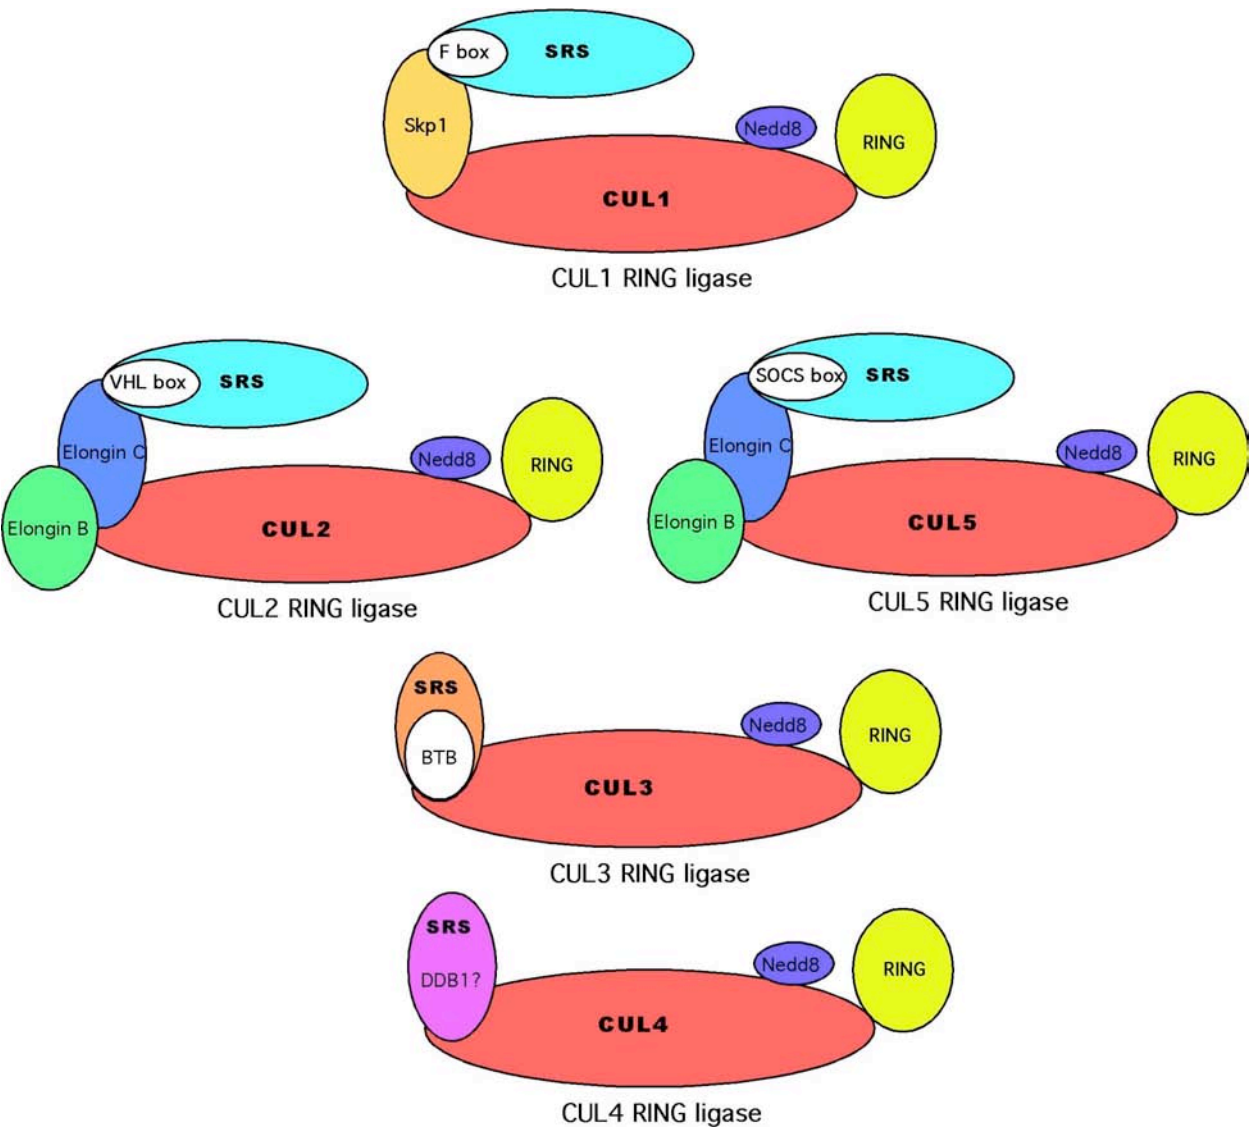 F box
SRS
Skp1
Nedd8
RING
CUL1
CUL1 RING ligase
VHL box
SRS
Elongin C
Elongin B
Nedd8
RING
CUL2
CUL2 RING ligase
SOCS box
SRS
Elongin C
Elongin B
Nedd8
RING
CUL5
CUL5 RING ligase
SRS
BTB
Nedd8
RING
CUL3
CUL3 RING ligase
SRS
DDB1?
Nedd8
RING
CUL4
CUL4 RING ligase